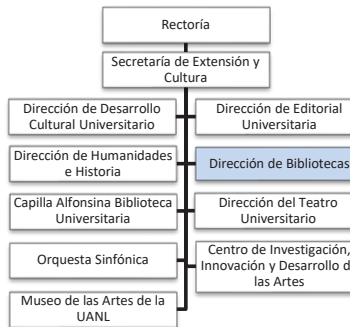 Rectoría
Secretaría de Extensión y
Cultura
Dirección de Desarrollo
Cultural Universitario
Dirección de Editorial
Universitaria
Dirección de Humanidades
e Historia
Dirección de Bibliotecas
Capilla Alfonsina Biblioteca
Universitaria
Dirección del Teatro
Universitario
Orquesta Sinfónica
Centro de Investigación,
Innovación y Desarrollo d
las Artes
Museo de las Artes de la
UANL